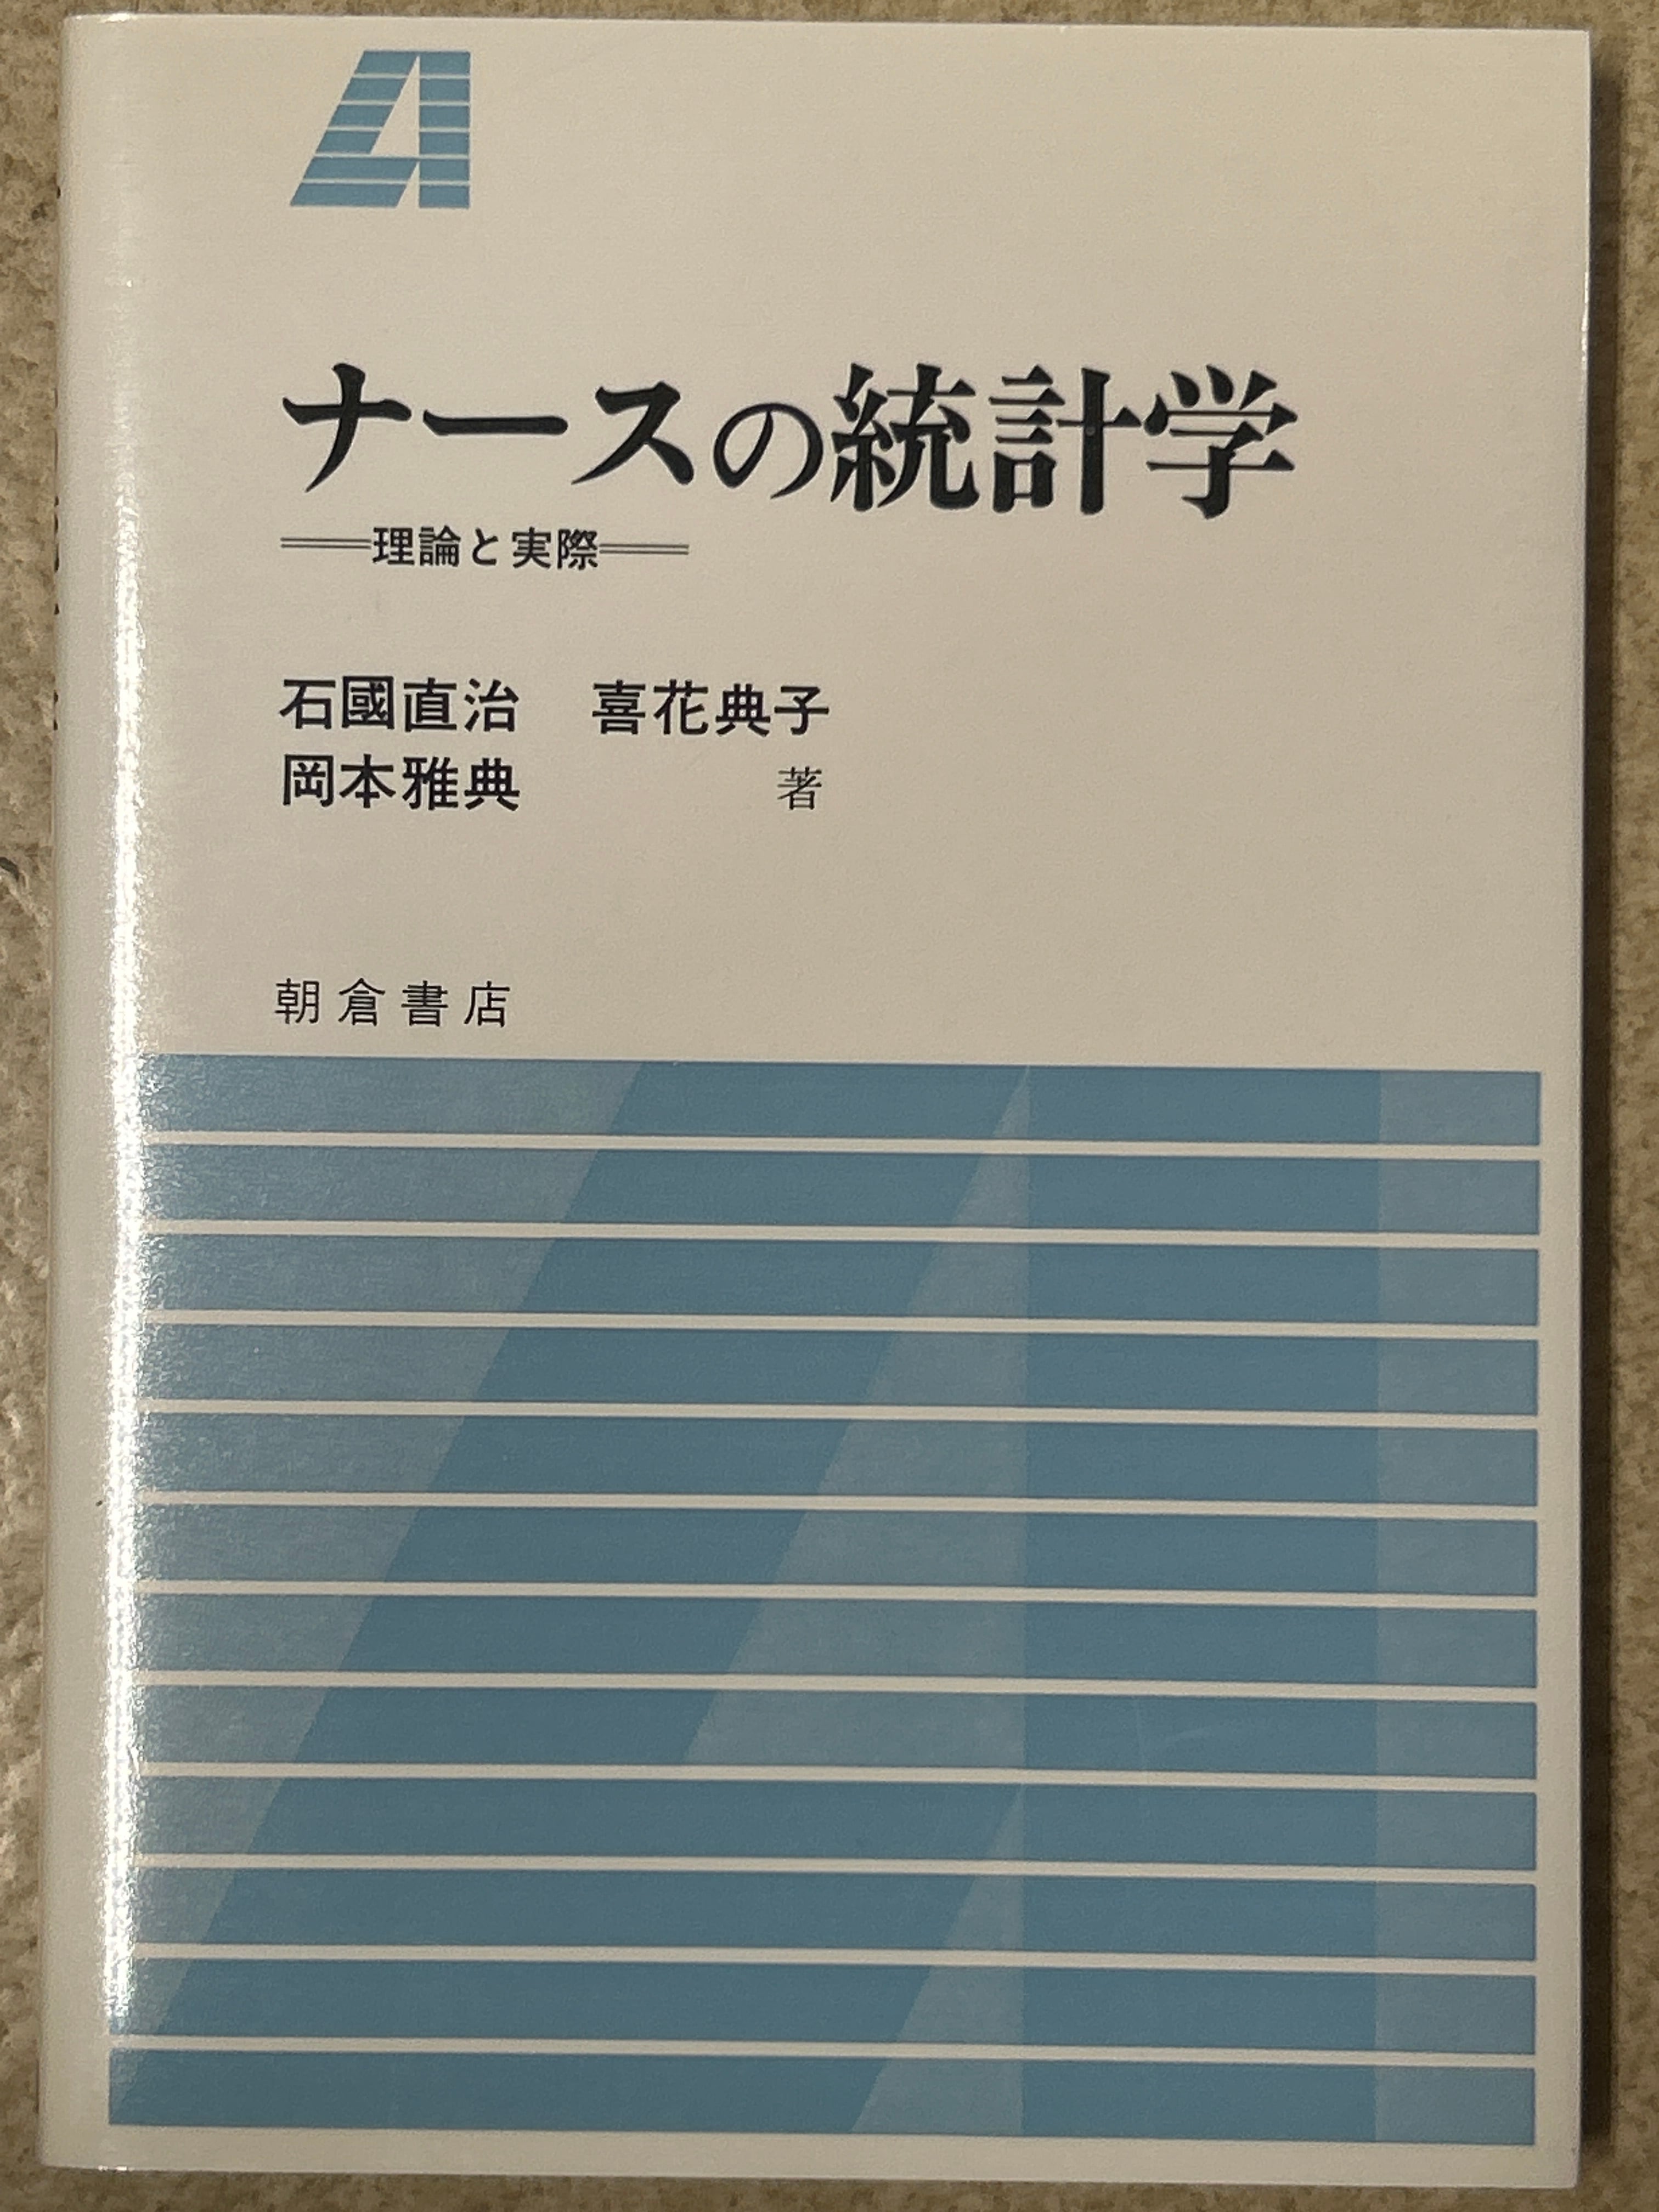 ナースの統計学
理論と実際
石國直治 喜花典子
岡本雅典 著
朝倉書店